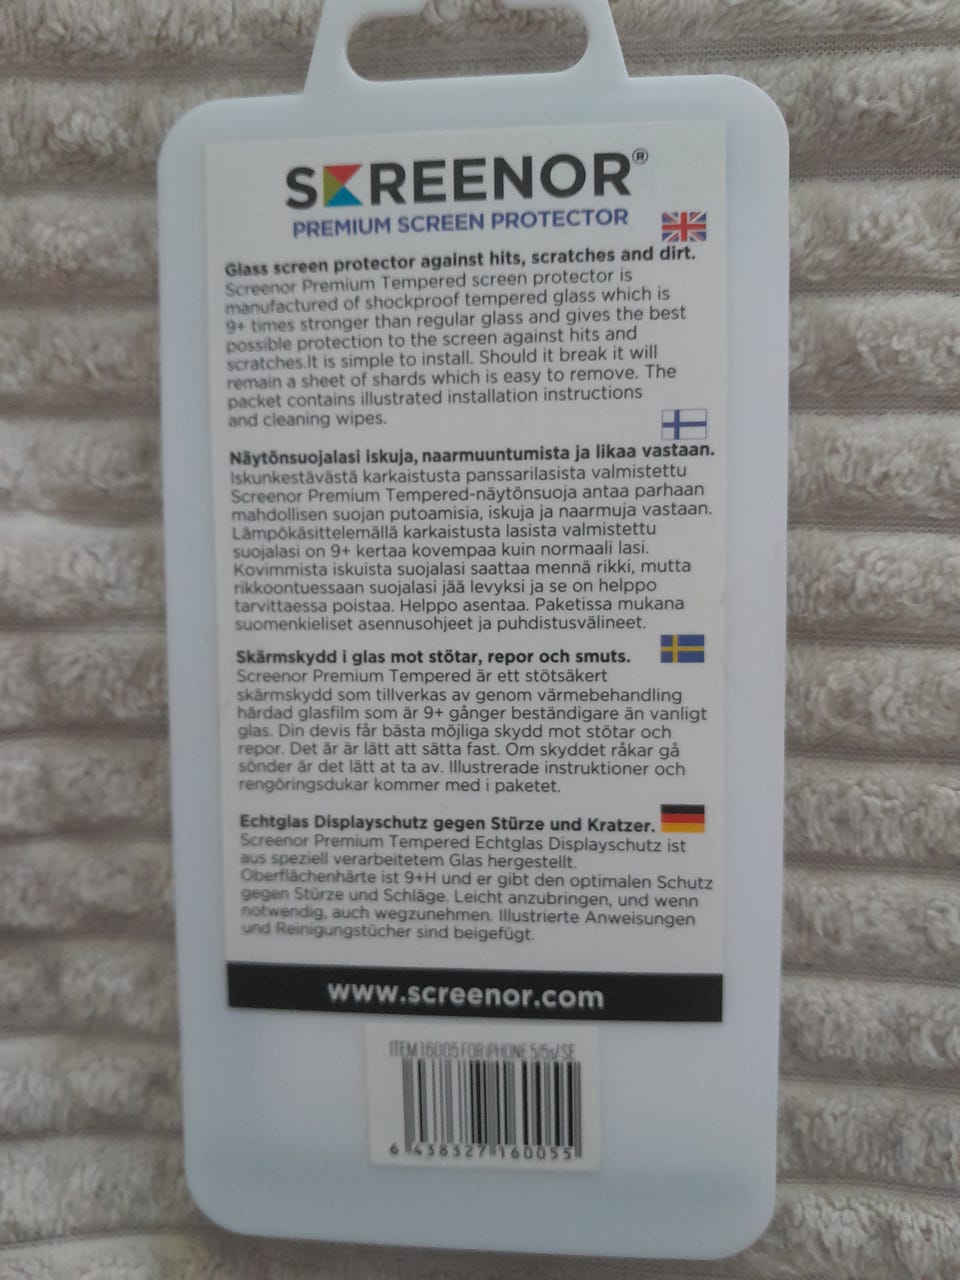 SCREENOR®
PREMIUM SCREEN PROTECTOR
Glass screen protector against hits, scratches and dirt.
Screenor Premium Tempered screen protector is
manufactured of shockproof tempered glass which is
9+ times stronger than regular glass and gives the best
possible protection to the screen against hits and
scratches.It is simple to install. Should it break it will
remain a sheet of shards which is easy to remove. The
packet contains illustrated installation instructions
and cleaning wipes.
Näytönsuojalasi iskuja, naarmuuntumista ja likaa vastaan.
Iskunkestävästä karkaistusta panssarilasista valmistettu
Screenor Premium Tempered-näytönsuoja antaa parhaan
mahdollisen suojan putoamisia, iskuja ja naarmuja vastaan.
Lämpökäsittelemällä karkaistusta lasista valmistettu
suojalasi on 9+ kertaa kovempaa kuin normaali lasi.
Kovimmista iskuista suojalasi saattaa mennä rikki, mutta
rikkoontuessaan suojalasi jää levyksi ja se on helppo
tarvittaessa poistaa. Helppo asentaa. Paketissa mukana
suomenkieliset asennusohjeet ja puhdistusvälineet.
Skärmskydd i glas mot stötar, repor och smuts.
Screenor Premium Tempered är ett stötsäkert
skärmskydd som tillverkas av genom värmebehandling
härdad glasfilm som är 9+ gånger beständigare än vanligt
glas. Din devis får bästa möjliga skydd mot stötar och
repor. Det är är lätt att sätta fast. Om skyddet råkar gå
sönder är det lätt at ta av. Illustrerade instruktioner och
rengöringsdukar kommer med i paketet.
Echtglas Displayschutz gegen Stürze und Kratzer.
Screenor Premium Tempered Echtglas Displayschutz ist
aus speziell verarbeitetem Glas hergestellt.
Oberflächenhärte ist 9+H und er gibt den optimalen Schutz
gegen Stürze und Schläge. Leicht anzubringen, und wenn
notwendig, auch wegzunehmen. Illustrierte Anweisungen
und Reinigungstücher sind beigefügt.
www.screenor.com
ITEM 16005 FOR iPHONE 5/5s/SE
6 438327 160055